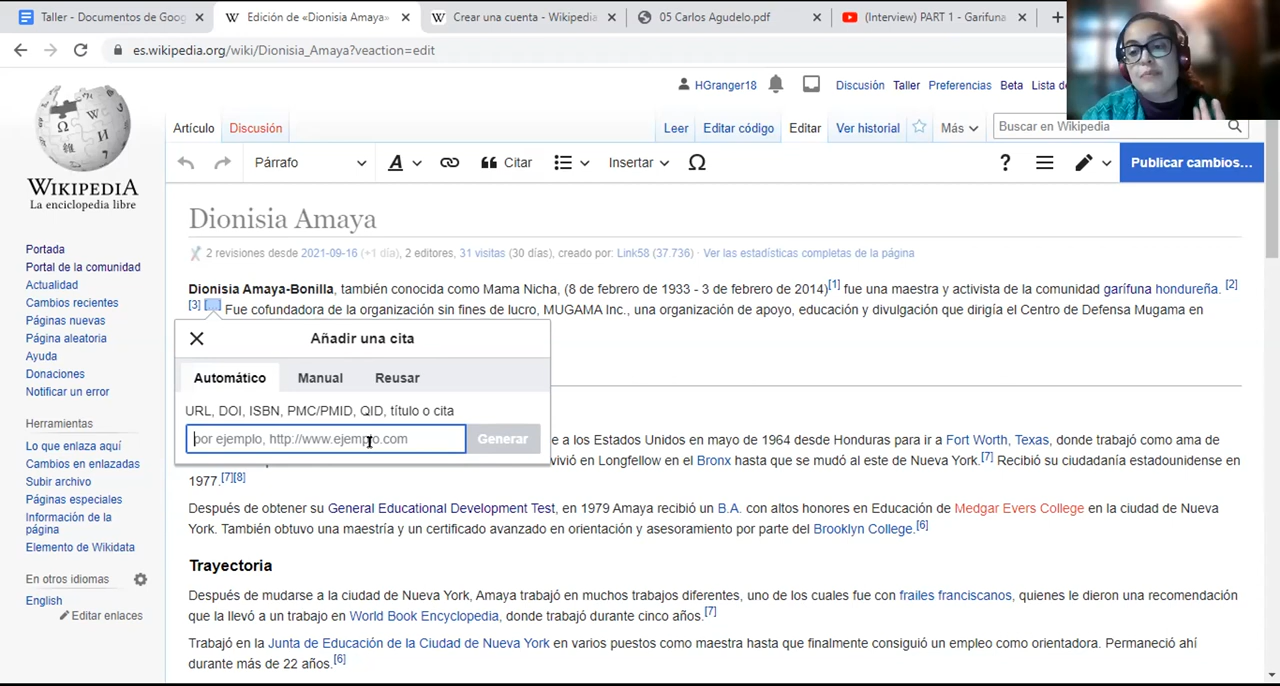 Taller - Documentos de Goog
Edición de «Dionisia Amaya»
Crear una cuenta - Wikipedia
05 Carlos Agudelo.pdf
(Interview) PART 1 - Garifuna
es.wikipedia.org/wiki/Dionisia_Amaya?veaction=edit
HGranger18 Discusión Taller Preferencias Beta Lista de
WIKIPEDIA
La enciclopedia libre
Artículo Discusión Leer Editar código Editar Ver historial Más Buscar en Wikipedia
Párrafo A Citar Insertar Ω ? Publicar cambios...
Portada
Portal de la comunidad
Actualidad
Cambios recientes
Páginas nuevas
Página aleatoria
Ayuda
Donaciones
Notificar un error
Herramientas
Lo que enlaza aquí
Cambios en enlazadas
Subir archivo
Páginas especiales
Información de la
página
Elemento de Wikidata
En otros idiomas
English
Editar enlaces
Dionisia Amaya
2 revisiones desde 2021-09-16 (+1 día), 2 editores, 31 visitas (30 días), creado por: Link58 (37.736) · Ver las estadísticas completas de la página
Dionisia Amaya-Bonilla, también conocida como Mama Nicha, (8 de febrero de 1933 - 3 de febrero de 2014)[1] fue una maestra y activista de la comunidad garífuna hondureña. [2]
[3] Fue cofundadora de la organización sin fines de lucro, MUGAMA Inc., una organización de apoyo, educación y divulgación que dirigía el Centro de Defensa Mugama en
Añadir una cita
Automático Manual Reusar
URL, DOI, ISBN, PMC/PMID, QID, título o cita
por ejemplo, http://www.ejemplo.com Generar
e a los Estados Unidos en mayo de 1964 desde Honduras para ir a Fort Worth, Texas, donde trabajó como ama de
vivió en Longfellow en el Bronx hasta que se mudó al este de Nueva York.[7] Recibió su ciudadanía estadounidense en
1977.[7][8]
Después de obtener su General Educational Development Test, en 1979 Amaya recibió un B.A. con altos honores en Educación de Medgar Evers College en la ciudad de Nueva
York. También obtuvo una maestría y un certificado avanzado en orientación y asesoramiento por parte del Brooklyn College.[6]
Trayectoria
Después de mudarse a la ciudad de Nueva York, Amaya trabajó en muchos trabajos diferentes, uno de los cuales fue con frailes franciscanos, quienes le dieron una recomendación
que la llevó a un trabajo en World Book Encyclopedia, donde trabajó durante cinco años.[7]
Trabajó en la Junta de Educación de la Ciudad de Nueva York en varios puestos como maestra hasta que finalmente consiguió un empleo como orientadora. Permaneció ahí
durante más de 22 años.[6]